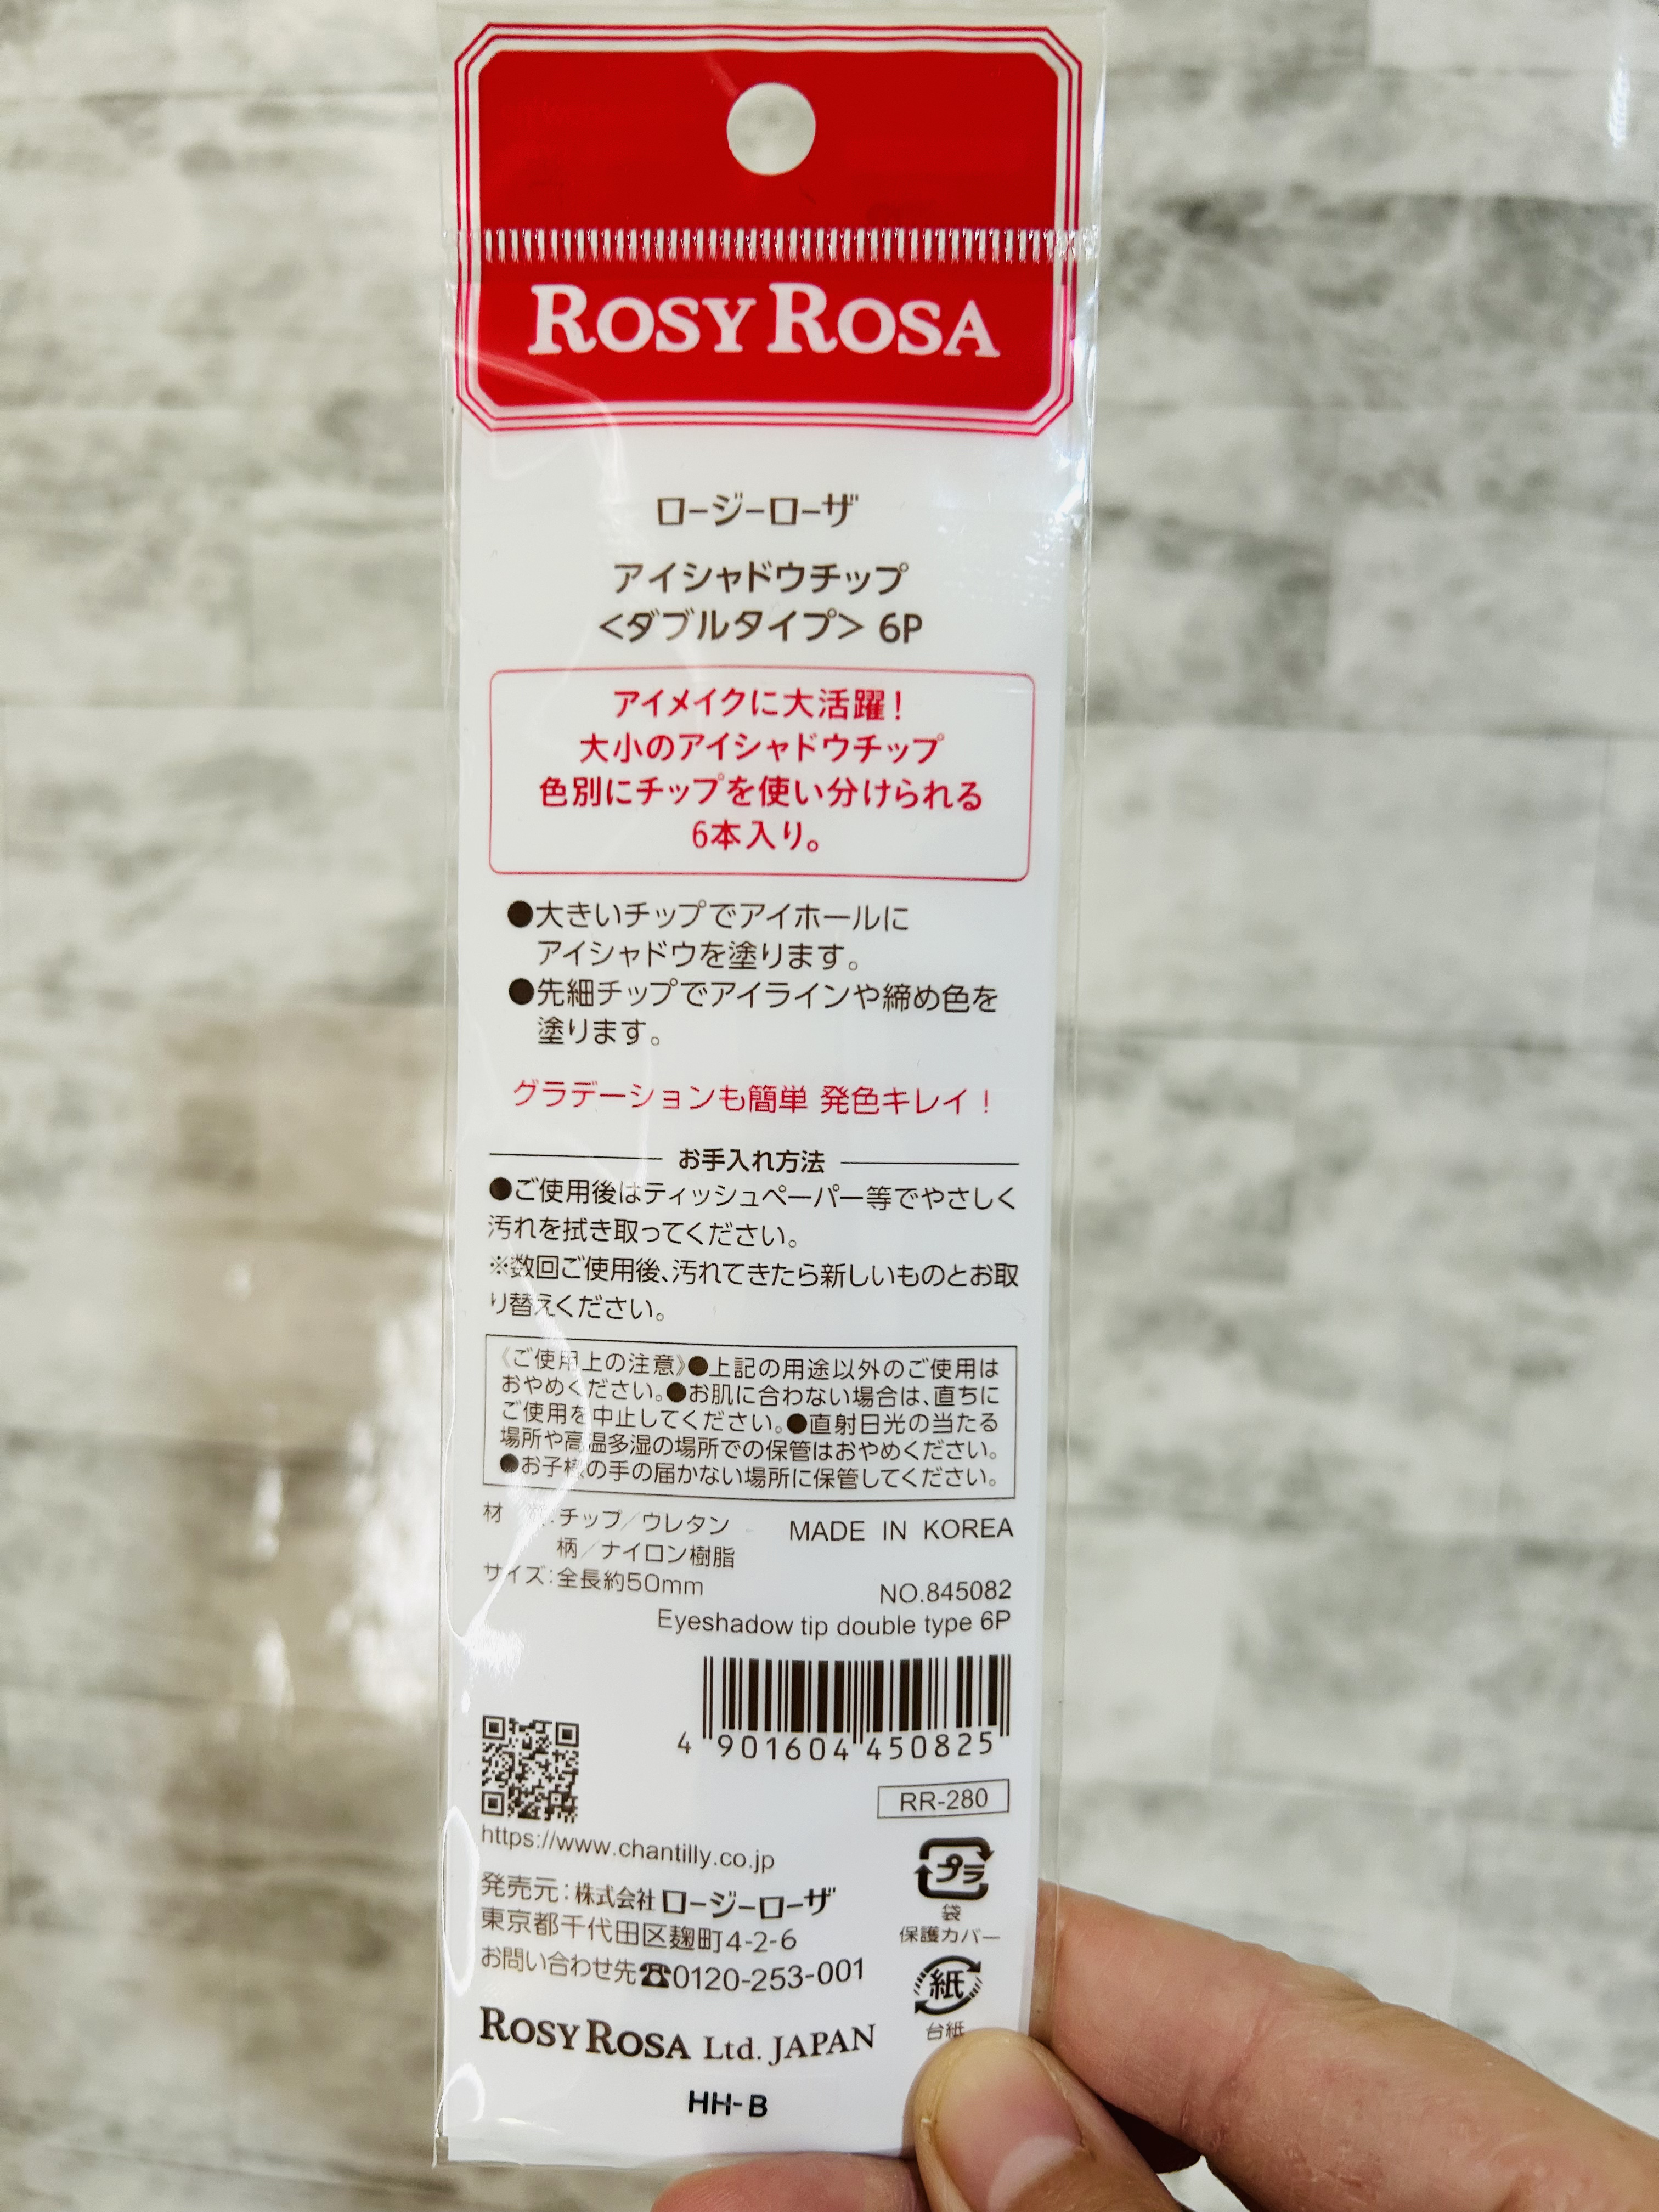 ROSY ROSA
ロージーローザ
アイシャドウチップ
<ダブルタイプ> 6P
アイメイクに大活躍！
大小のアイシャドウチップ
色別にチップを使い分けられる
6本入り。
●大きいチップでアイホールに
アイシャドウを塗ります。
●先細チップでアイラインや締め色を
塗ります。
グラデーションも簡単 発色キレイ！
お手入れ方法
●ご使用後はティッシュペーパー等でやさしく
汚れを拭き取ってください。
※数回ご使用後、汚れてきたら新しいものとお取
り替えください。
《ご使用上の注意》●上記の用途以外のご使用は
おやめください。●お肌に合わない場合は、直ちに
ご使用を中止してください。●直射日光の当たる
場所や高温多湿の場所での保管はおやめください。
●お子様の手の届かない場所に保管してください。
材 : チップ／ウレタン
柄／ナイロン樹脂
MADE IN KOREA
サイズ：全長約50mm
NO.845082
Eyeshadow tip double type 6P
4 901604 450825
RR-280
https://www.chantilly.co.jp
プラ
袋
保護カバー
発売元：株式会社 ロージーローザ
東京都千代田区麹町4-2-6
お問い合わせ先☎0120-253-001
紙
台紙
ROSY ROSA Ltd. JAPAN
HH-B